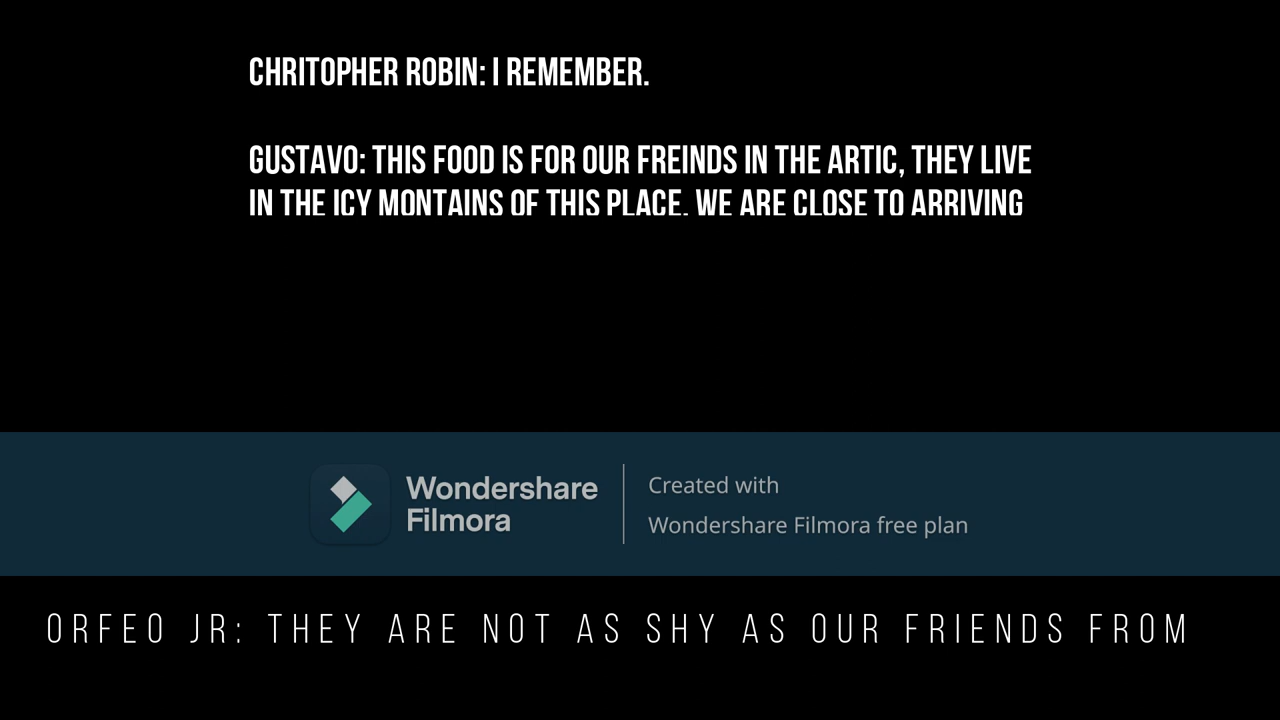 CHRITOPHER ROBIN: I REMEMBER.
GUSTAVO: THIS FOOD IS FOR OUR FREINDS IN THE ARTIC, THEY LIVE
IN THE ICY MONTAINS OF THIS PLACE. WE ARE CLOSE TO ARRIVING
Wondershare
Filmora
Created with
Wondershare Filmora free plan
ORFEO JR: THEY ARE NOT AS SHY AS OUR FRIENDS FROM